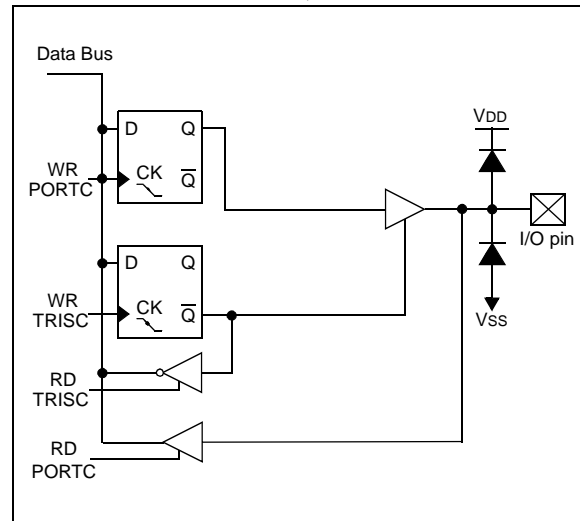 Data Bus
D Q
VDD
WR
PORTC
CK
Q
I/O pin
D Q
WR
TRISC
CK
Q
VSS
RD
TRISC
RD
PORTC